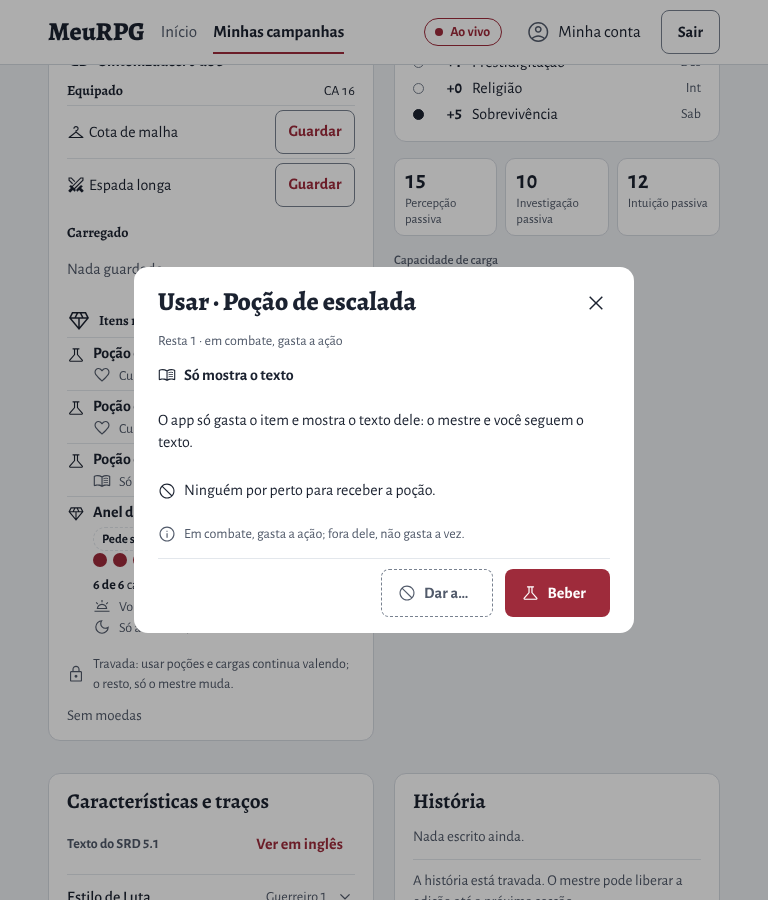 MeuRPG Início Minhas campanhas Ao vivo Minha conta Sair
Equipado CA 16
Cota de malha Guardar
Espada longa Guardar
Carregado
Nada
+0 Religião Int
+5 Sobrevivência Sab
15 Percepção passiva
10 Investigação passiva
12 Intuição passiva
Capacidade de carga
Usar · Poção de escalada
Resta 1 · em combate, gasta a ação
Só mostra o texto
O app só gasta o item e mostra o texto dele: o mestre e você seguem o
texto.
Ninguém por perto para receber a poção.
Em combate, gasta a ação; fora dele, não gasta a vez.
Dar a... Beber
Itens
Poção
Poção
Poção
Só
Anel
6 de 6
Travada: usar poções e cargas continua valendo;
o resto, só o mestre muda.
Sem moedas
Características e traços
Texto do SRD 5.1 Ver em inglês
Estilo de Luta Guerreiro 1
História
Nada escrito ainda.
A história está travada. O mestre pode liberar a